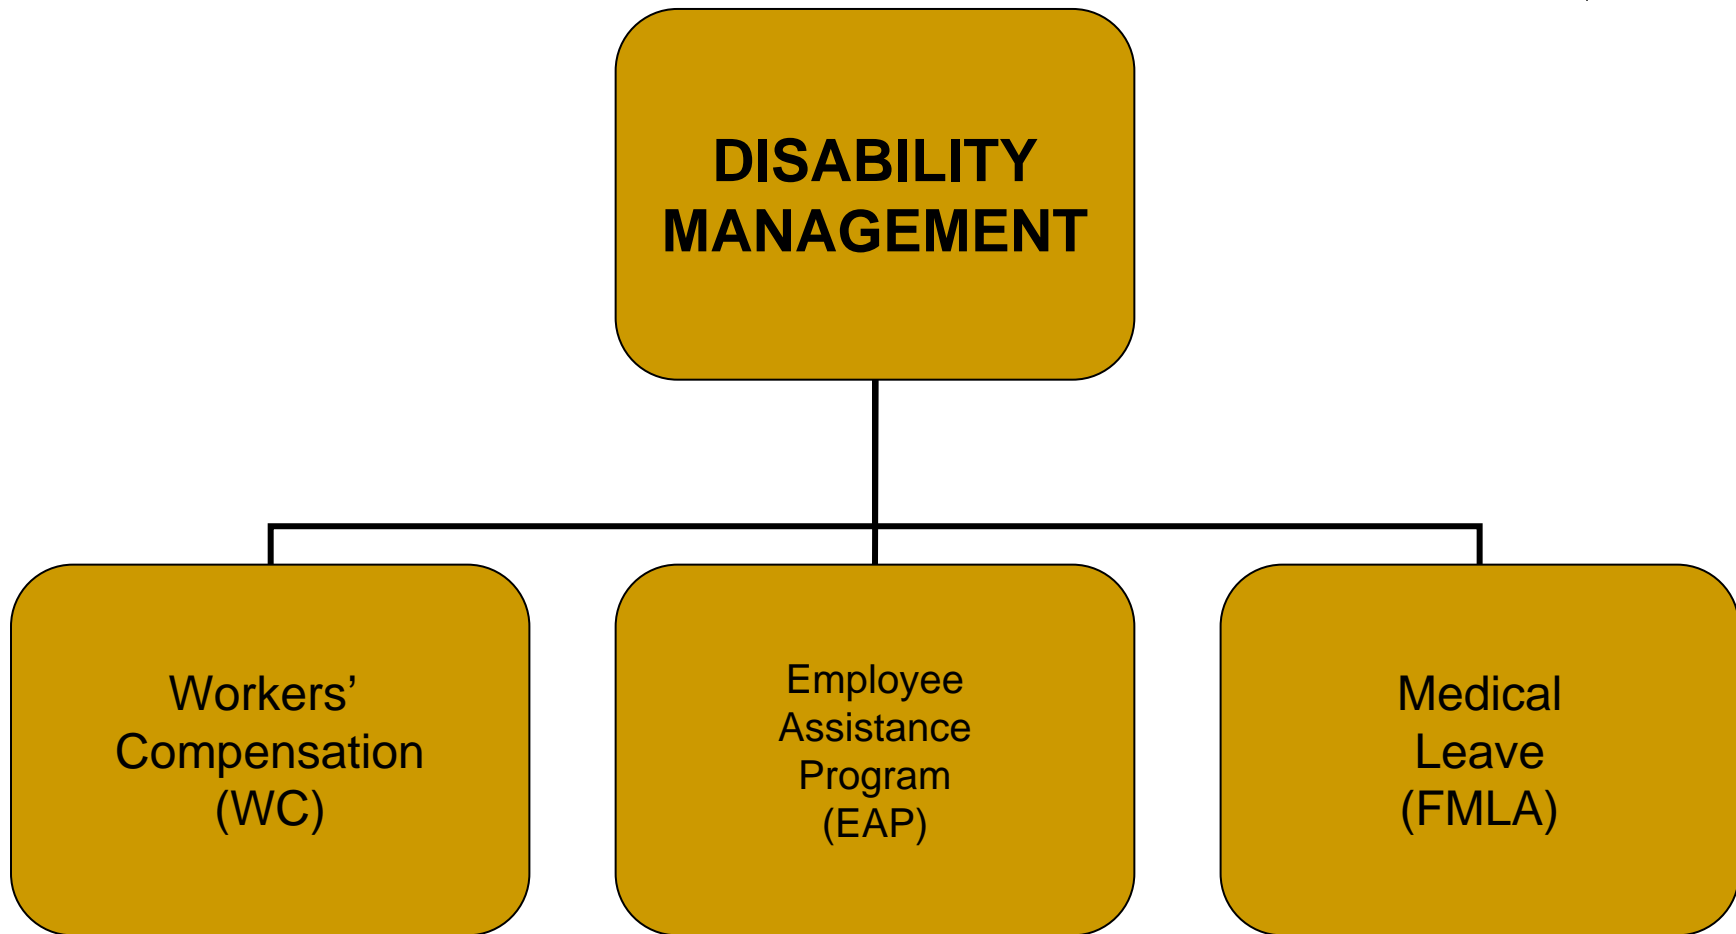 DISABILITY
MANAGEMENT
Workers’
Compensation
(WC)
Employee
Assistance
Program
(EAP)
Medical
Leave
(FMLA)